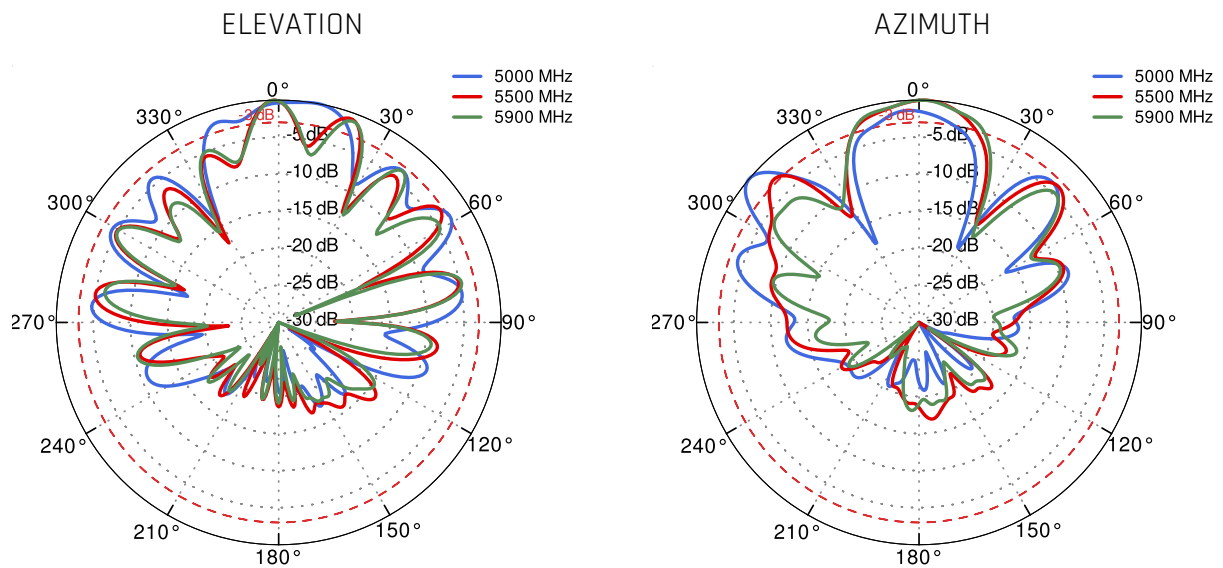 ELEVATION
5000 MHz
5500 MHz
5900 MHz
0°
30°
60°
90°
120°
150°
180°
210°
240°
270°
300°
330°
-3 dB
-5 dB
-10 dB
-15 dB
-20 dB
-25 dB
-30 dB
AZIMUTH
5000 MHz
5500 MHz
5900 MHz
0°
30°
60°
90°
120°
150°
180°
210°
240°
270°
300°
330°
-3 dB
-5 dB
-10 dB
-15 dB
-20 dB
-25 dB
-30 dB